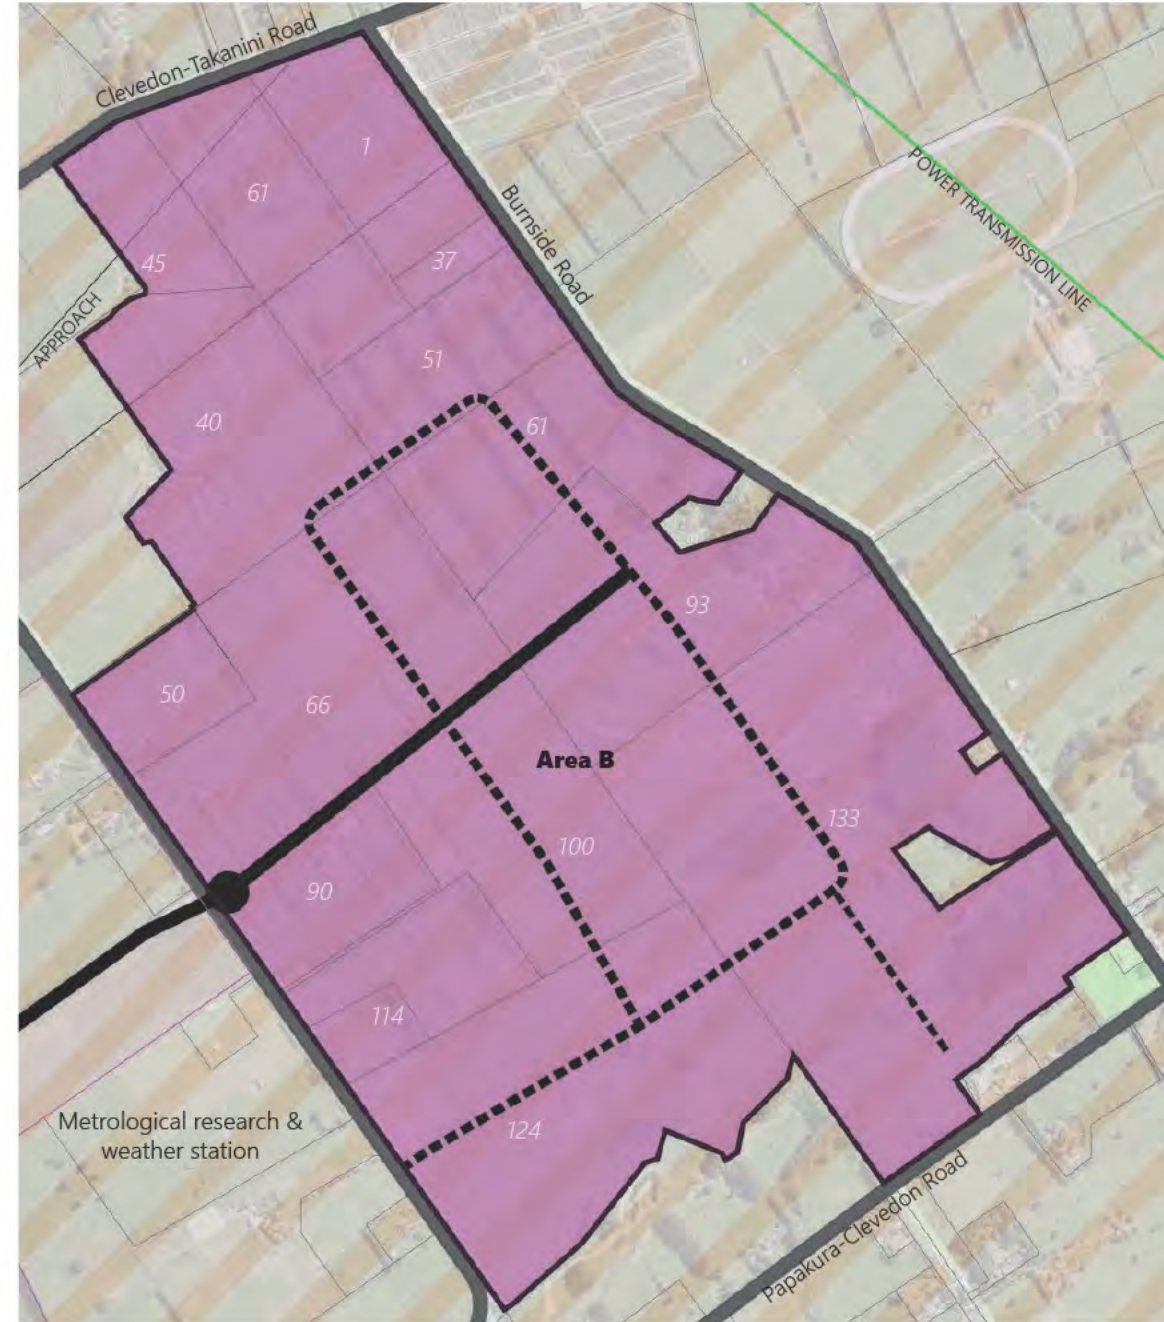 Clevedon-Takanini Road
1
61
Burnside Road
POWER TRANSMISSION LINE
45
37
APPROACH
51
40
61
93
50
66
Area B
133
100
90
114
Metrological research &
weather station
124
Papakura-Clevedon Road